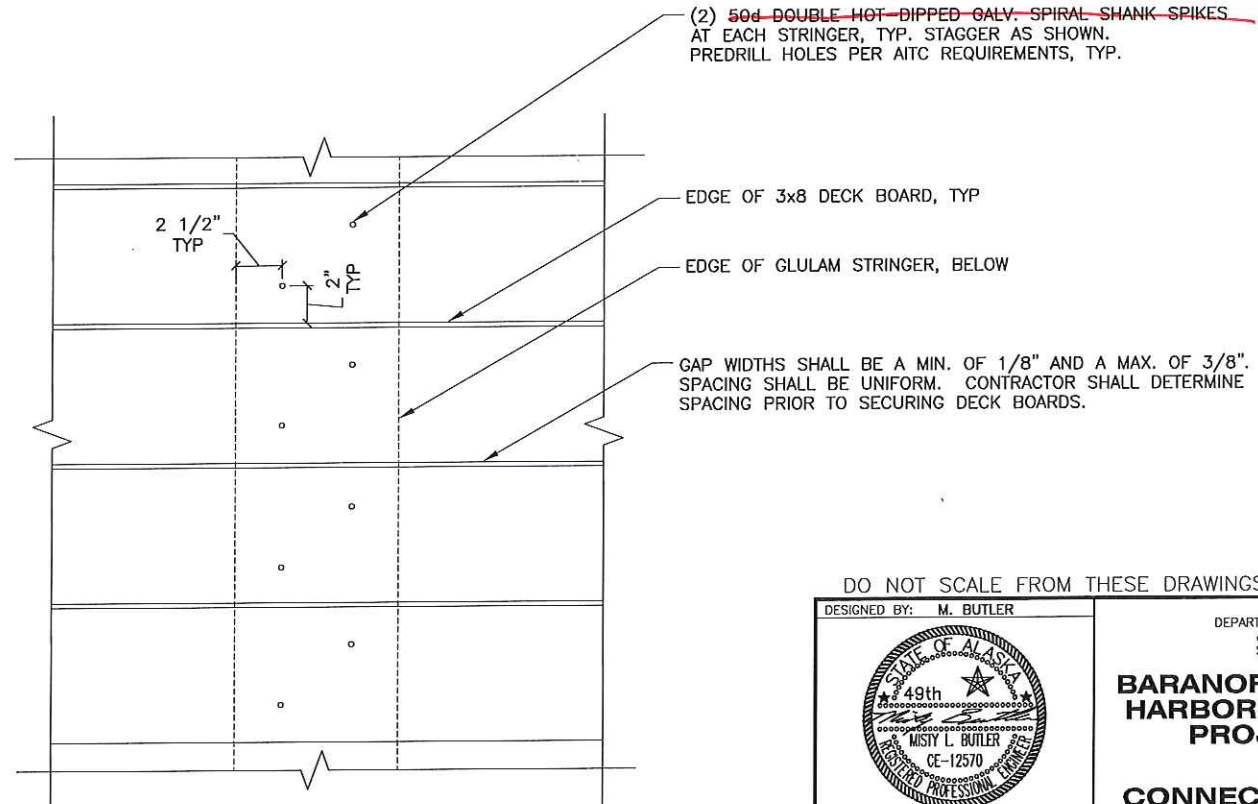 (2) 50d DOUBLE HOT-DIPPED GALV. SPIRAL SHANK SPIKES
AT EACH STRINGER, TYP. STAGGER AS SHOWN.
PREDRILL HOLES PER AITC REQUIREMENTS, TYP.
EDGE OF 3x8 DECK BOARD, TYP
2 1/2"
TYP
2"
TYP
EDGE OF GLULAM STRINGER, BELOW
GAP WIDTHS SHALL BE A MIN. OF 1/8" AND A MAX. OF 3/8".
SPACING SHALL BE UNIFORM. CONTRACTOR SHALL DETERMINE
SPACING PRIOR TO SECURING DECK BOARDS.
DO NOT SCALE FROM THESE DRAWINGS
DESIGNED BY: M. BUTLER
STATE OF ALASKA
49th
MISTY L. BUTLER
CE-12570
REGISTERED PROFESSIONAL ENGINEER
DEPART
BARANOF
HARBOR
PROJ
CONNEC